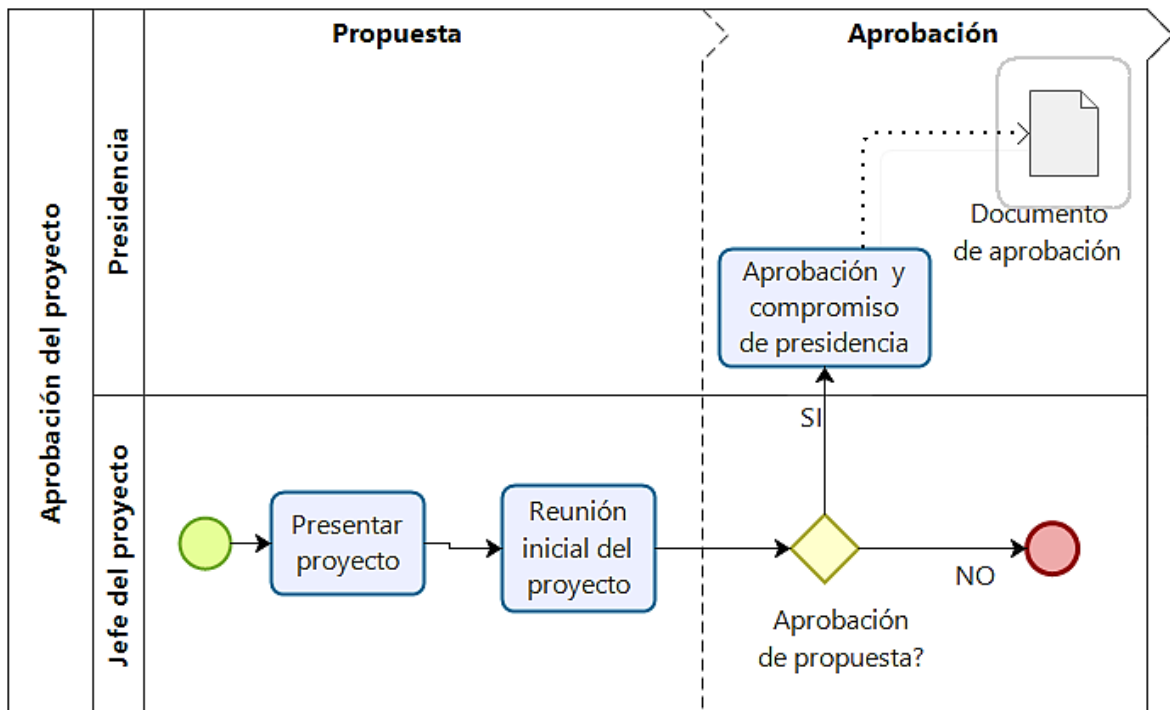 Propuesta
Aprobación
Aprobación del proyecto
Presidencia
Documento
de aprobación
Aprobación y
compromiso
de presidencia
SI
Jefe del proyecto
Presentar
proyecto
Reunión
inicial del
proyecto
NO
Aprobación
de propuesta?